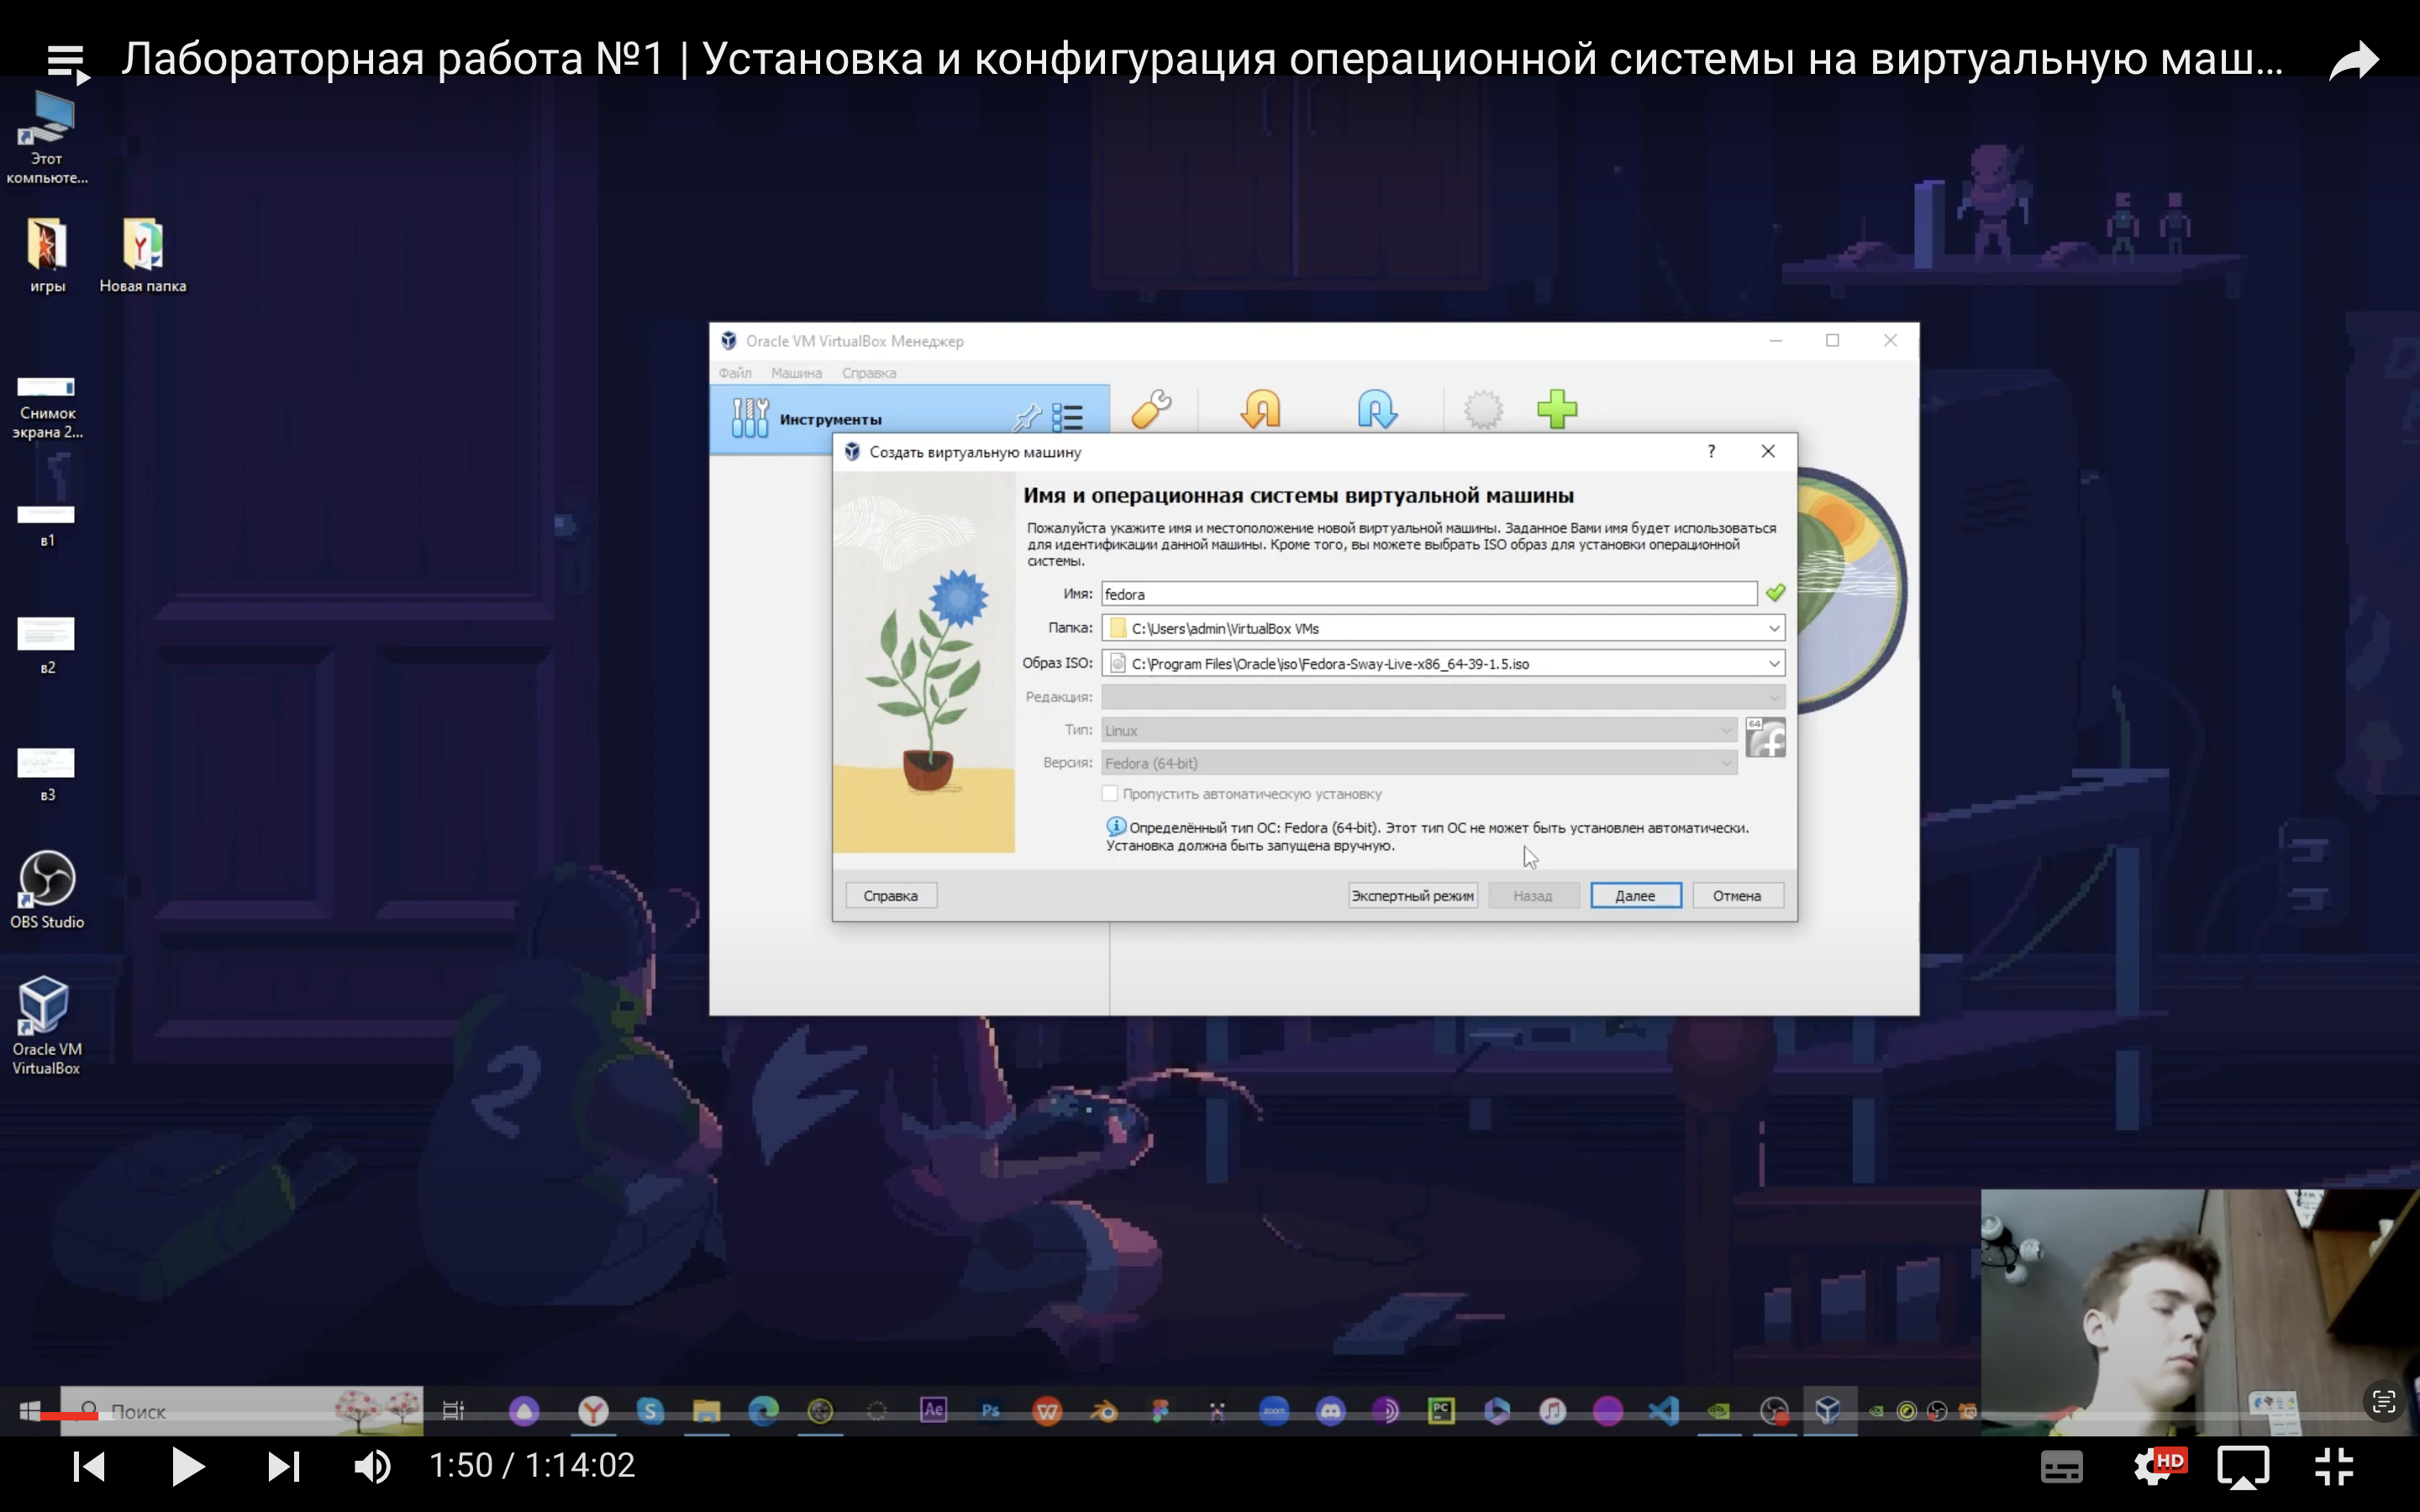 Лабораторная работа №1 | Установка и конфигурация операционной системы на виртуальную маш...
Этот
компьюте...
игры
Новая папка
Снимок
экрана 2...
в1
в2
в3
OBS Studio
Oracle VM
VirtualBox
Oracle VM VirtualBox Менеджер
Файл Машина Справка
Инструменты
Создать виртуальную машину
?
Имя и операционная системы виртуальной машины
Пожалуйста укажите имя и местоположение новой виртуальной машины. Заданное Вами имя будет использоваться
для идентификации данной машины. Кроме того, вы можете выбрать ISO образ для установки операционной
системы.
Имя: fedora
Папка: C:\Users\admin\VirtualBox VMs
Образ ISO: C:\Program Files\Oracle\iso\Fedora-Sway-Live-x86_64-39-1.5.iso
Редакция:
Тип: Linux
64
Версия: Fedora (64-bit)
Пропустить автоматическую установку
Определённый тип ОС: Fedora (64-bit). Этот тип ОС не может быть установлен автоматически.
Установка должна быть запущена вручную.
Справка Экспертный режим Назад Далее Отмена
2
Поиск
Ae Ps zoom PC
1:50 / 1:14:02
HD